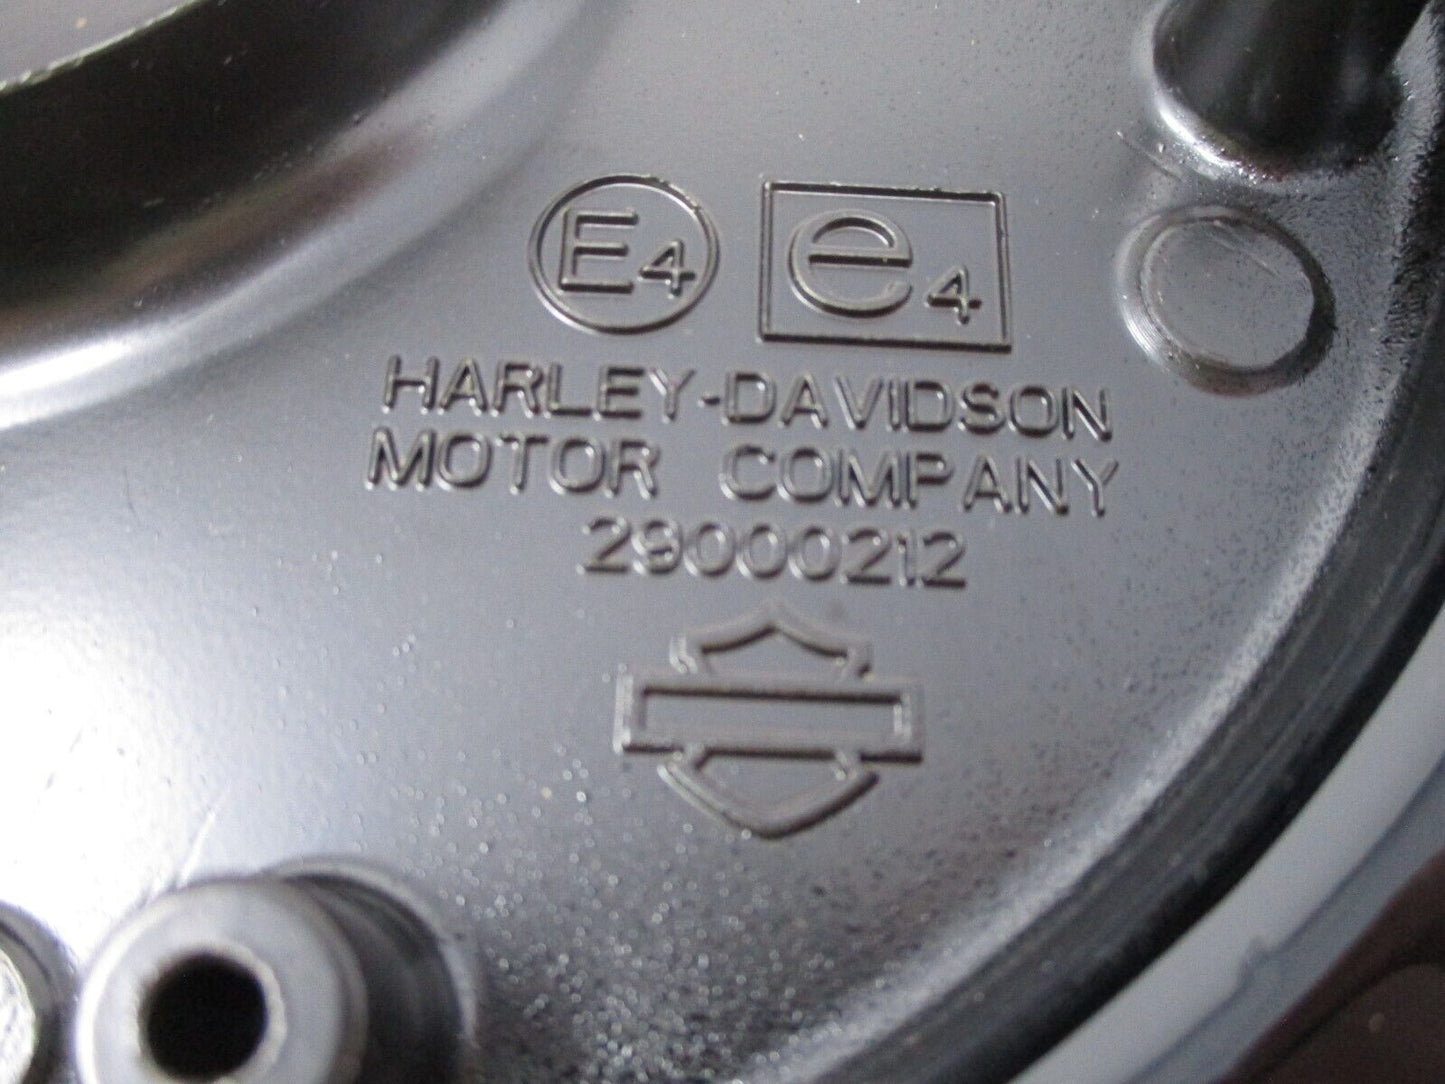 E4 e4
HARLEY-DAVIDSON
MOTOR COMPANY
29000212